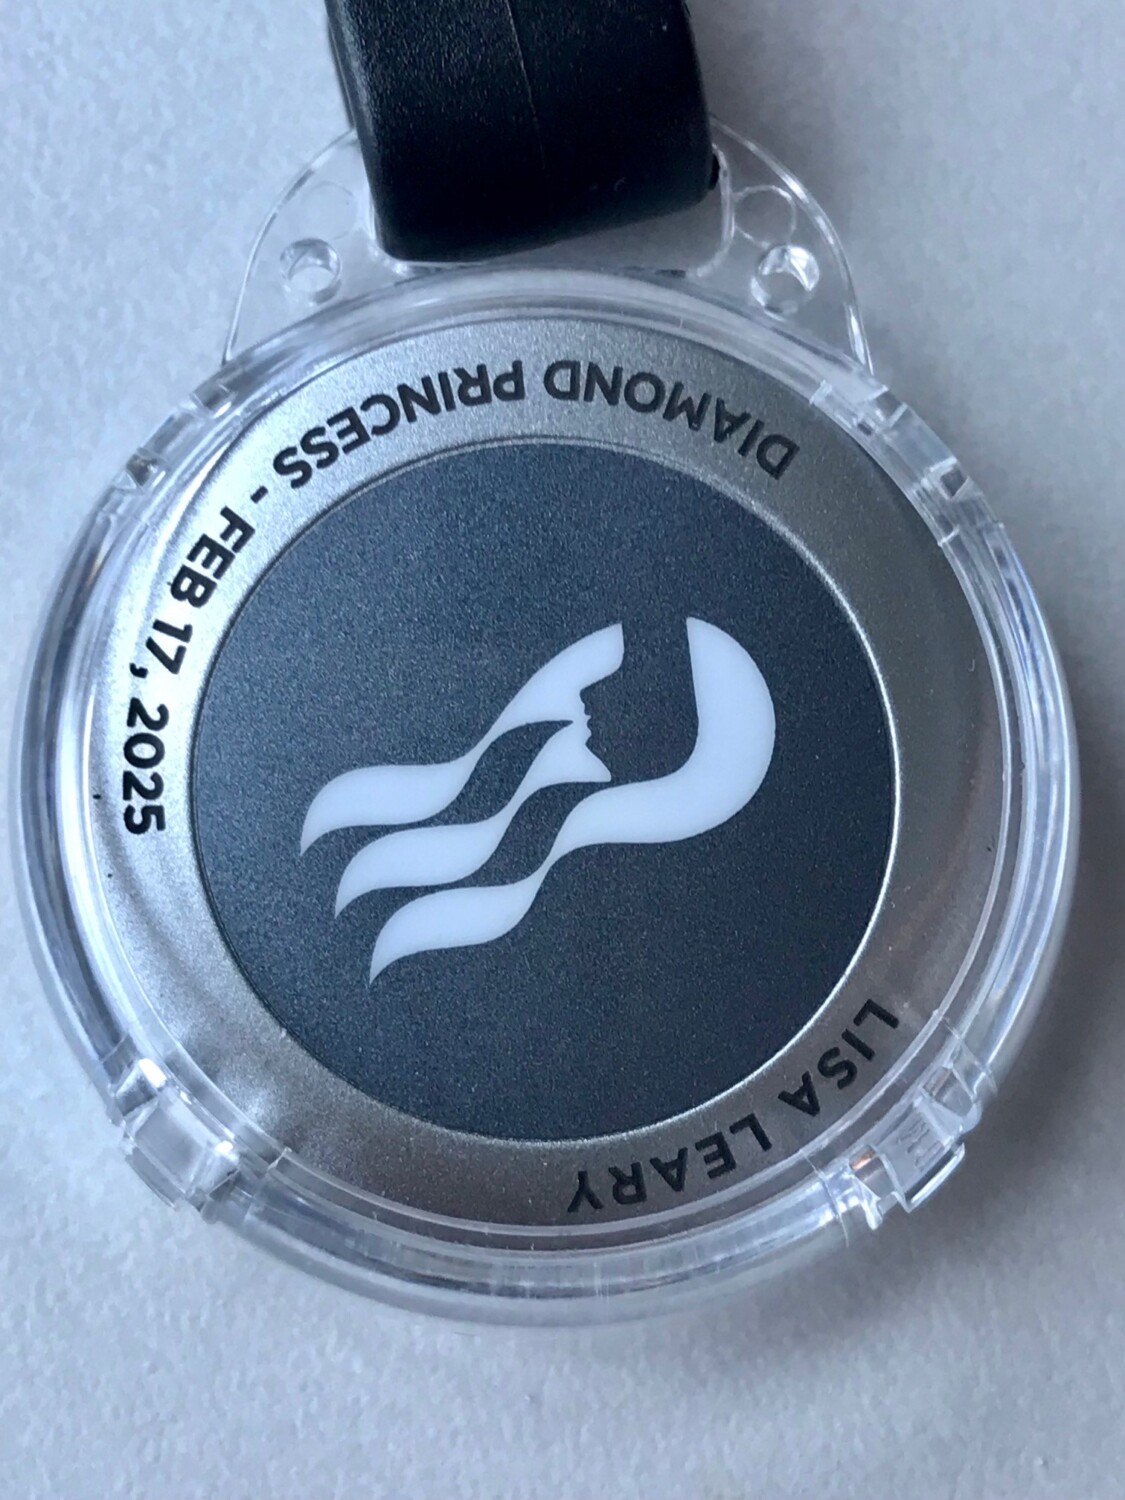 LISA LEARY
DIAMOND PRINCESS - FEB 17, 2025